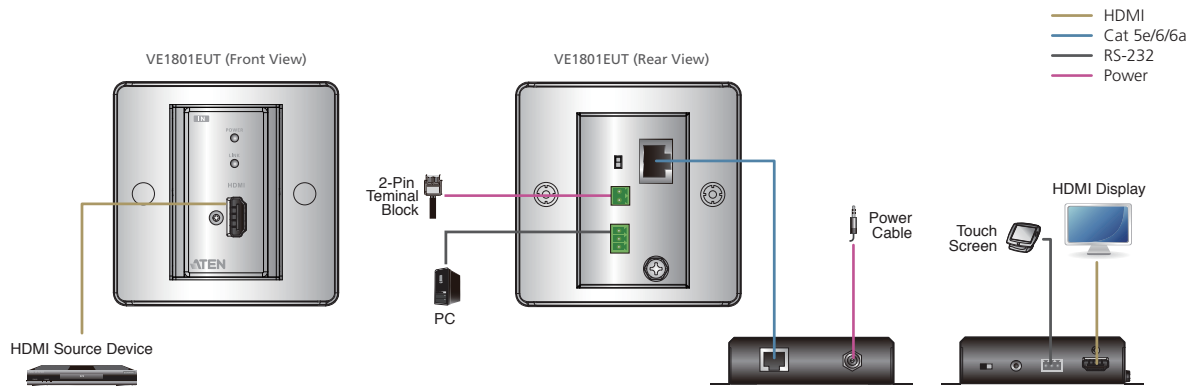 HDMI
Cat 5e/6/6a
RS-232
Power
VE1801EUT (Front View)
VE1801EUT (Rear View)
IN
POWER
LINK
HDMI
ATEN
HDMI Source Device
2-Pin
Teminal
Block
PC
Power
Cable
Touch
Screen
HDMI Display